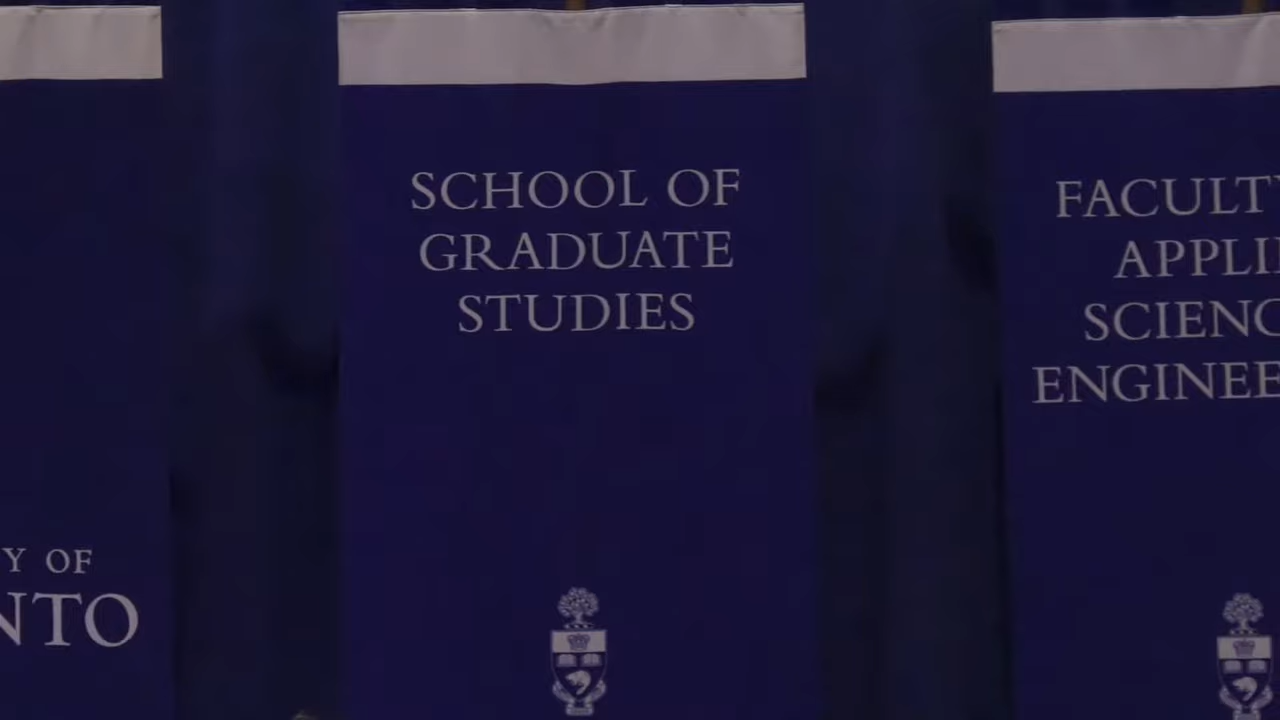 SCHOOL OF
GRADUATE
STUDIES
Y OF
NTO
FACULTY
APPLI
SCIENC
ENGINEE